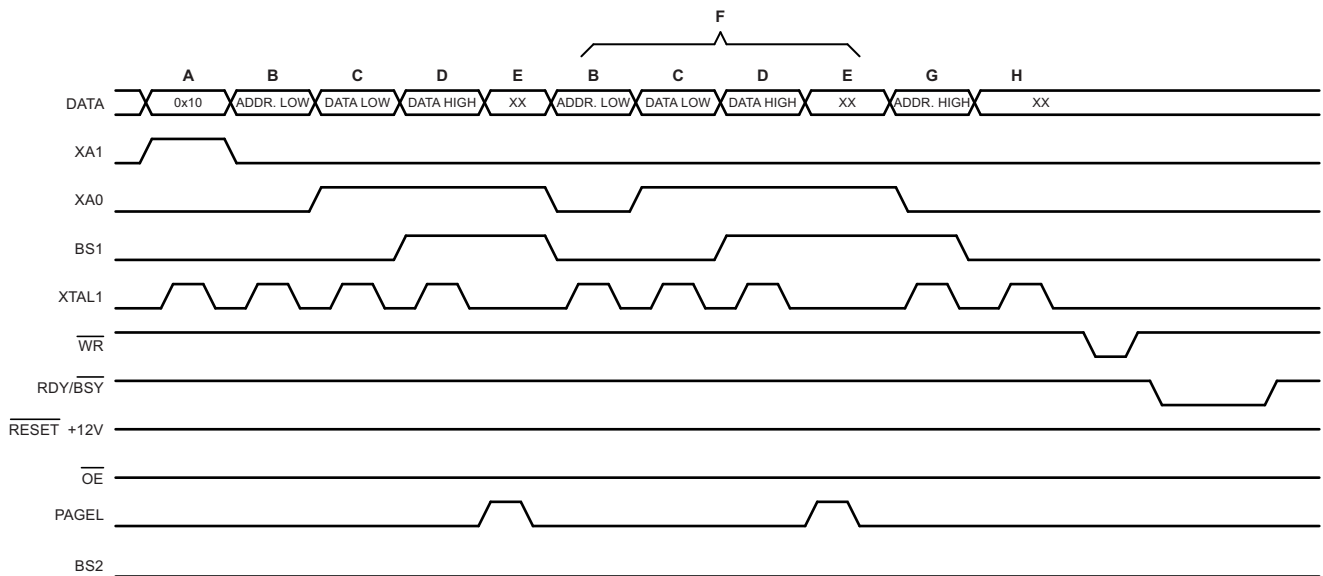 F
A B C D E B C D E G H
DATA 0x10 ADDR. LOW DATA LOW DATA HIGH XX ADDR. LOW DATA LOW DATA HIGH XX ADDR. HIGH XX
XA1
XA0
BS1
XTAL1
WR
RDY/BSY
RESET +12V
OE
PAGEL
BS2